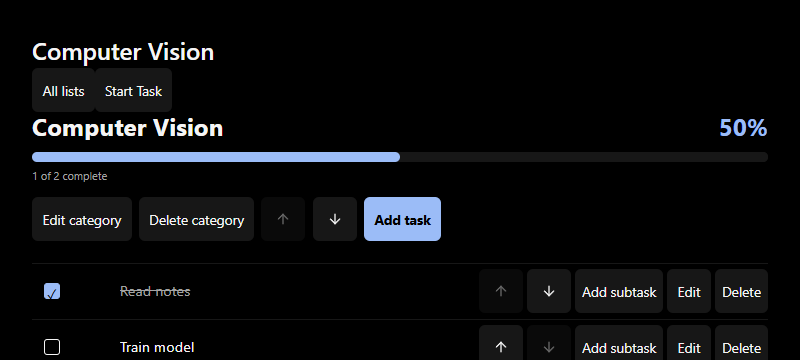 Computer Vision
All lists Start Task
Computer Vision 50%
1 of 2 complete
Edit category Delete category ↑ ↓ Add task
Read notes ↑ ↓ Add subtask Edit Delete
Train model ↑ ↓ Add subtask Edit Delete